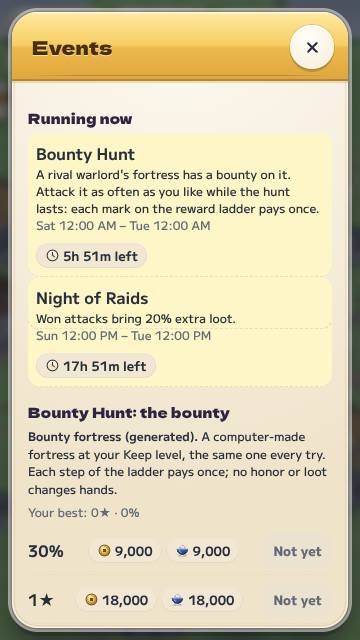 Events
Running now
Bounty Hunt
A rival warlord's fortress has a bounty on it.
Attack it as often as you like while the hunt
lasts: each mark on the reward ladder pays once.
Sat 12:00 AM – Tue 12:00 AM
5h 51m left
Night of Raids
Won attacks bring 20% extra loot.
Sun 12:00 PM – Tue 12:00 PM
17h 51m left
Bounty Hunt: the bounty
Bounty fortress (generated). A computer-made
fortress at your Keep level, the same one every try.
Each step of the ladder pays once; no honor or loot
changes hands.
Your best: 0★ · 0%
30% 9,000 9,000 Not yet
1★ 18,000 18,000 Not yet